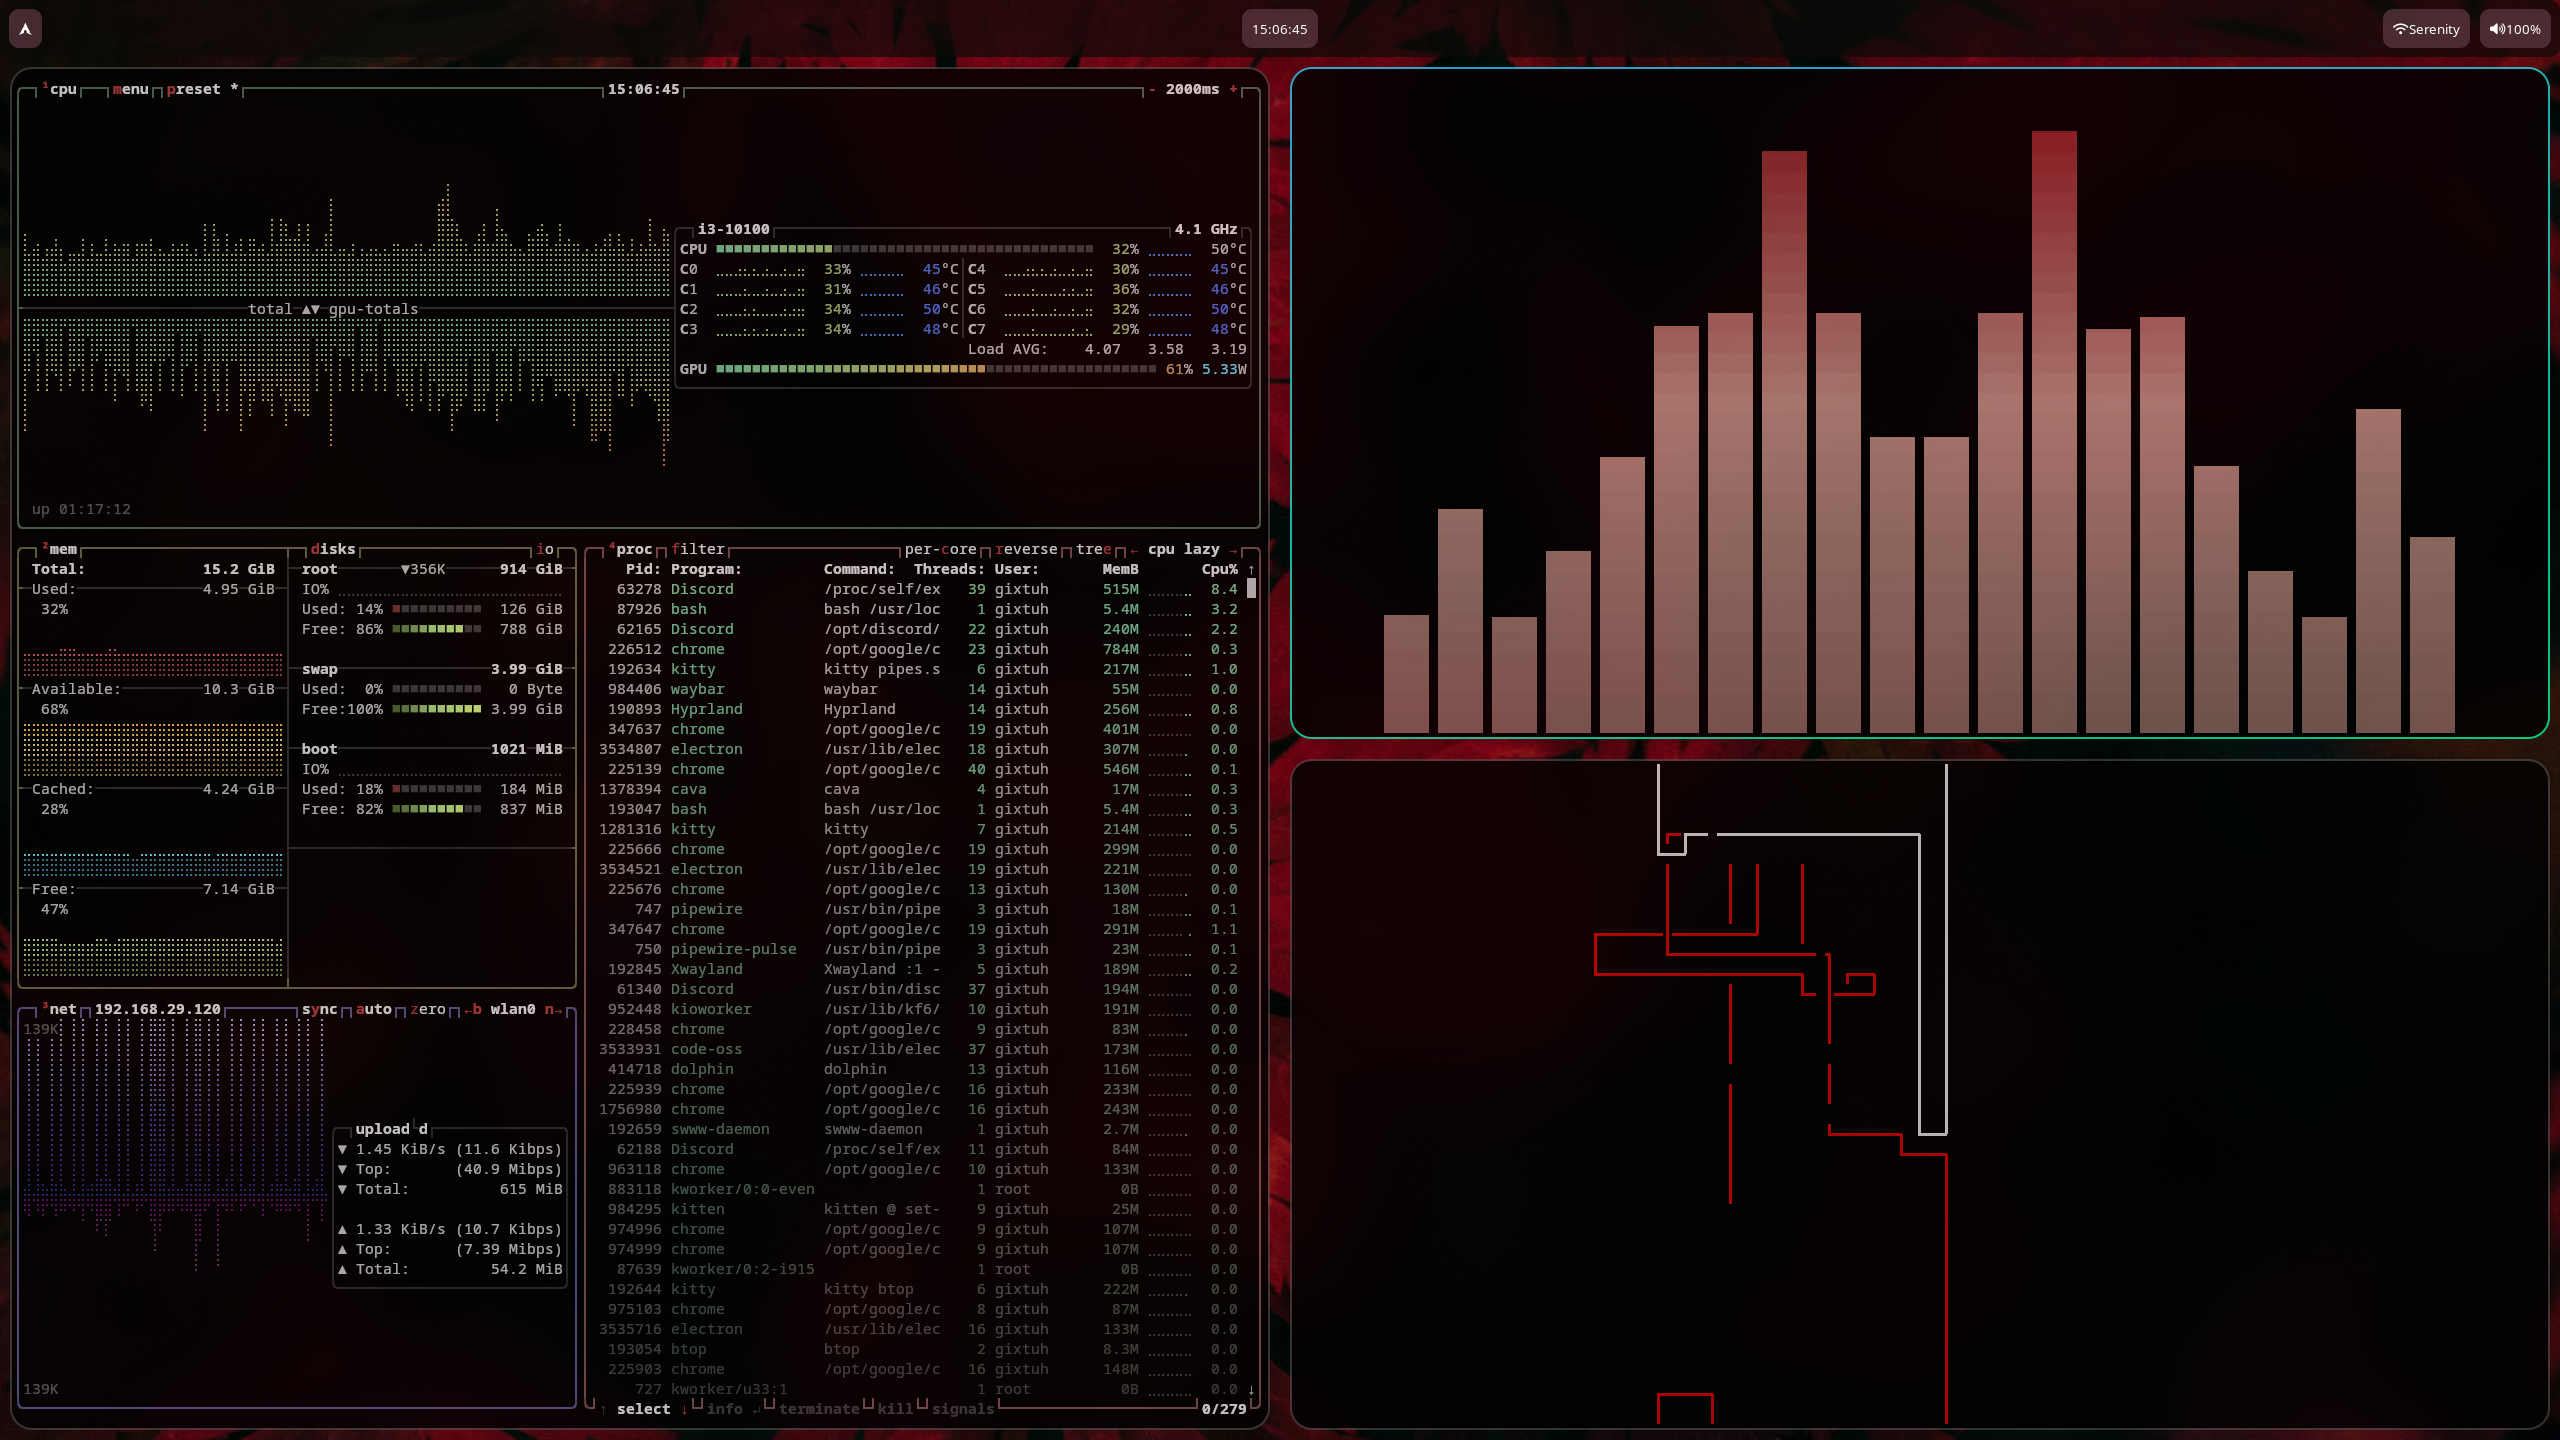 15:06:45
Serenity
100%
¹cpu menu preset * 15:06:45 - 2000ms +
i3-10100 4.1 GHz
CPU 32% 50°C
C0 33% 45°C C4 30% 45°C
C1 31% 46°C C5 36% 46°C
total ▲▼ gpu-totals
C2 34% 50°C C6 32% 50°C
C3 34% 48°C C7 29% 48°C
Load AVG: 4.07 3.58 3.19
GPU 61% 5.33W
up 01:17:12
²mem disks io
Total: 15.2 GiB
Used: 4.95 GiB
32%
Available: 10.3 GiB
68%
Cached: 4.24 GiB
28%
Free: 7.14 GiB
47%
root ▼356K 914 GiB
IO%
Used: 14% 126 GiB
Free: 86% 788 GiB
swap 3.99 GiB
Used: 0% 0 Byte
Free:100% 3.99 GiB
boot 1021 MiB
IO%
Used: 18% 184 MiB
Free: 82% 837 MiB
³net 192.168.29.120 sync auto zero ←b wlan0 n→
139K
upload d
▼ 1.45 KiB/s (11.6 Kibps)
▼ Top: (40.9 Mibps)
▼ Total: 615 MiB
▲ 1.33 KiB/s (10.7 Kibps)
▲ Top: (7.39 Mibps)
▲ Total: 54.2 MiB
139K
⁴proc filter per-core reverse tree ← cpu lazy →
Pid: Program: Command: Threads: User: MemB Cpu% ↑
63278 Discord /proc/self/ex 39 gixtuh 515M 8.4
87926 bash bash /usr/loc 1 gixtuh 5.4M 3.2
62165 Discord /opt/discord/ 22 gixtuh 240M 2.2
226512 chrome /opt/google/c 23 gixtuh 784M 0.3
192634 kitty kitty pipes.s 6 gixtuh 217M 1.0
984406 waybar waybar 14 gixtuh 55M 0.0
190893 Hyprland Hyprland 14 gixtuh 256M 0.8
347637 chrome /opt/google/c 19 gixtuh 401M 0.0
3534807 electron /usr/lib/elec 18 gixtuh 307M 0.0
225139 chrome /opt/google/c 40 gixtuh 546M 0.1
1378394 cava cava 4 gixtuh 17M 0.3
193047 bash bash /usr/loc 1 gixtuh 5.4M 0.3
1281316 kitty kitty 7 gixtuh 214M 0.5
225666 chrome /opt/google/c 19 gixtuh 299M 0.0
3534521 electron /usr/lib/elec 19 gixtuh 221M 0.0
225676 chrome /opt/google/c 13 gixtuh 130M 0.0
747 pipewire /usr/bin/pipe 3 gixtuh 18M 0.1
347647 chrome /opt/google/c 19 gixtuh 291M 1.1
750 pipewire-pulse /usr/bin/pipe 3 gixtuh 23M 0.1
192845 Xwayland Xwayland :1 - 5 gixtuh 189M 0.2
61340 Discord /usr/bin/disc 37 gixtuh 194M 0.0
952448 kioworker /usr/lib/kf6/ 10 gixtuh 191M 0.0
228458 chrome /opt/google/c 9 gixtuh 83M 0.0
3533931 code-oss /usr/lib/elec 37 gixtuh 173M 0.0
414718 dolphin dolphin 13 gixtuh 116M 0.0
225939 chrome /opt/google/c 16 gixtuh 233M 0.0
1756980 chrome /opt/google/c 16 gixtuh 243M 0.0
192659 swww-daemon swww-daemon 1 gixtuh 2.7M 0.0
62188 Discord /proc/self/ex 11 gixtuh 84M 0.0
963118 chrome /opt/google/c 10 gixtuh 133M 0.0
883118 kworker/0:0-even 1 root 0B 0.0
984295 kitten kitten @ set- 9 gixtuh 25M 0.0
974996 chrome /opt/google/c 9 gixtuh 107M 0.0
974999 chrome /opt/google/c 9 gixtuh 107M 0.0
87639 kworker/0:2-i915 1 root 0B 0.0
192644 kitty kitty btop 6 gixtuh 222M 0.0
975103 chrome /opt/google/c 8 gixtuh 87M 0.0
3535716 electron /usr/lib/elec 16 gixtuh 133M 0.0
193054 btop btop 2 gixtuh 8.3M 0.0
225903 chrome /opt/google/c 16 gixtuh 148M 0.0
727 kworker/u33:1 1 root 0B 0.0 ↓
↑ select ↓ info ↲ terminate kill signals 0/279